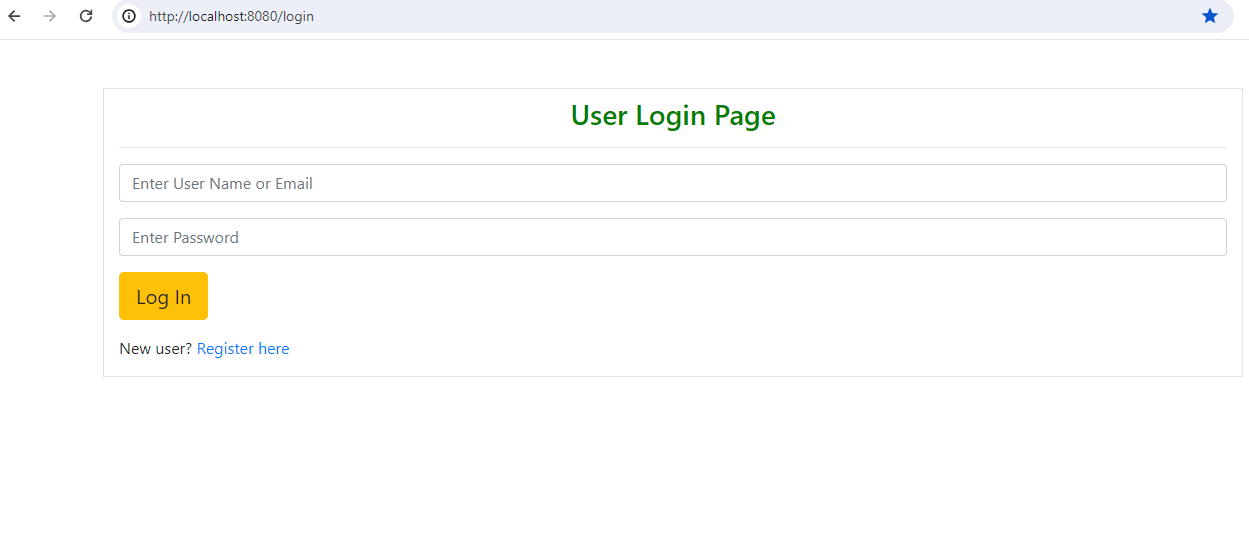 http://localhost:8080/login
User Login Page
Enter User Name or Email
Enter Password
Log In
New user? Register here